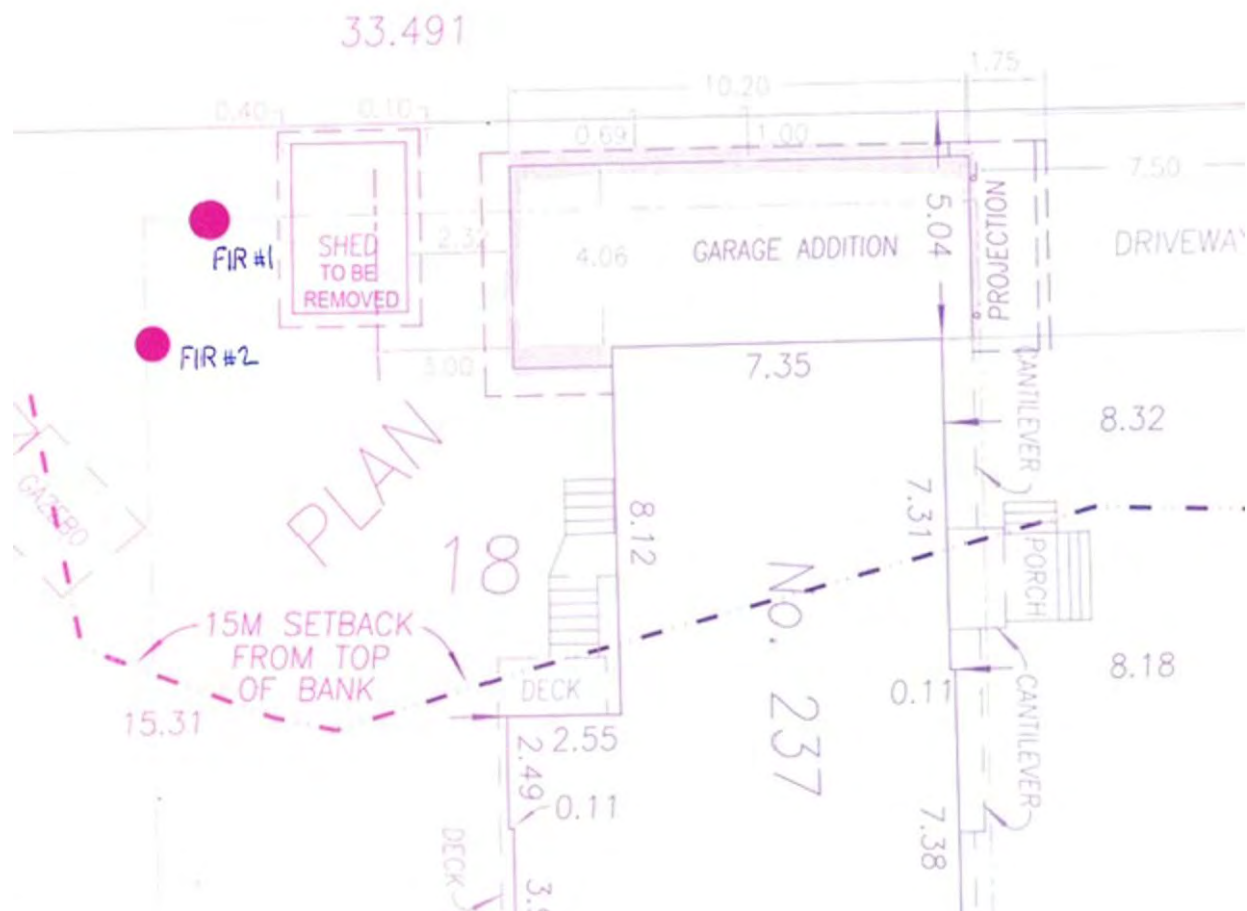 33.491
1.75
10.20
0.40
0.10
0.69
1.00
7.50
5.04
PROJECTION
SHED
TO BE
REMOVED
2.3
4.06
GARAGE ADDITION
DRIVEWAY
FIR #1
FIR #2
3.00
7.35
CANTILEVER
8.32
PLAN
GAZEBO
18
8.12
7.31
No. 237
PORCH
15M SETBACK
FROM TOP
OF BANK
DECK
8.18
0.11
CANTILEVER
15.31
2.55
2.49
0.11
7.38
DECK